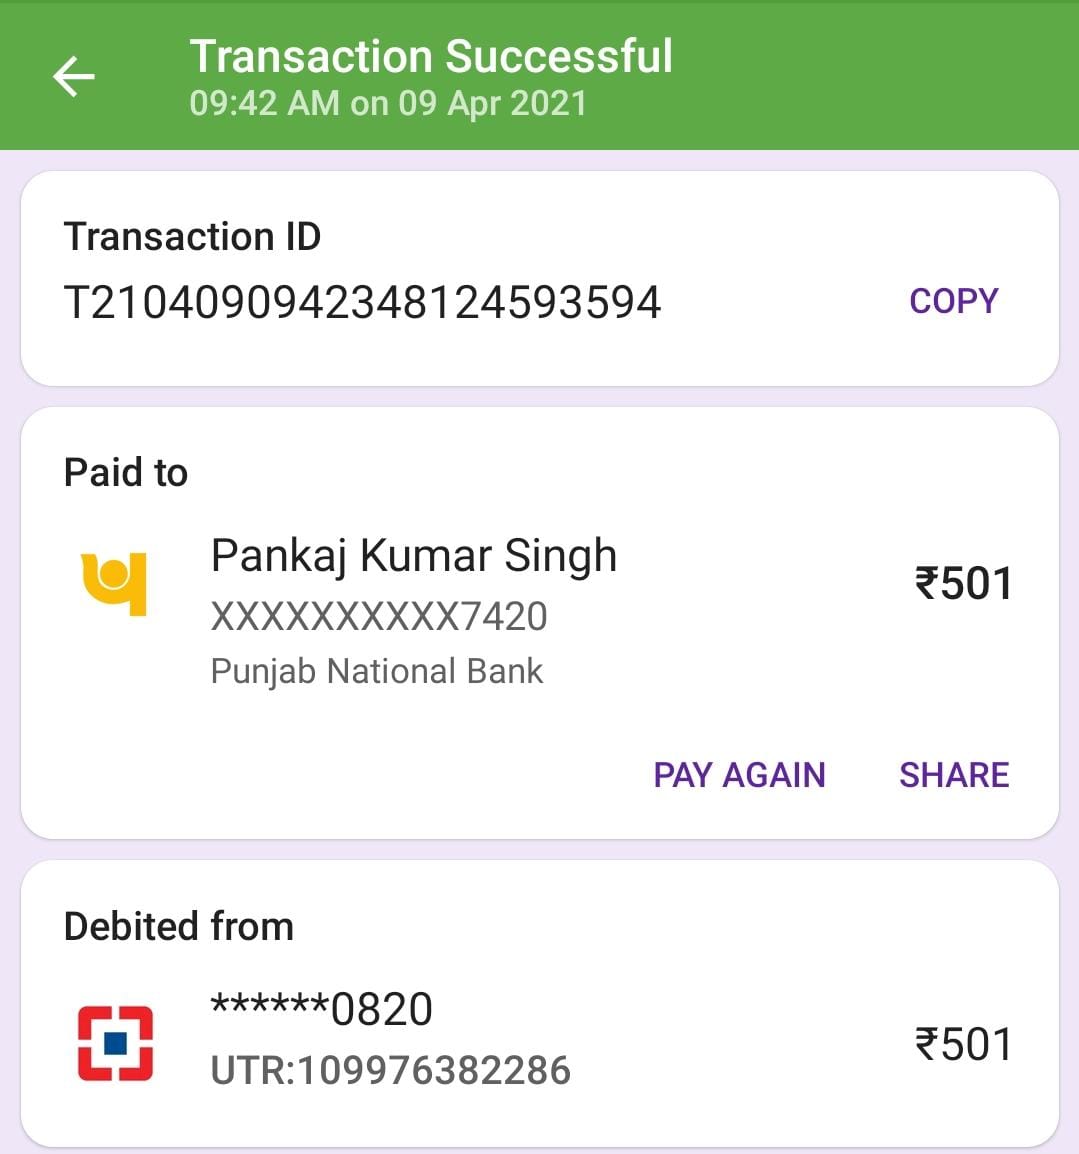 Transaction Successful
09:42 AM on 09 Apr 2021
Transaction ID
T2104090942348124593594
COPY
Paid to
Pankaj Kumar Singh
₹501
XXXXXXXXXX7420
Punjab National Bank
PAY AGAIN
SHARE
Debited from
******0820
₹501
UTR:109976382286